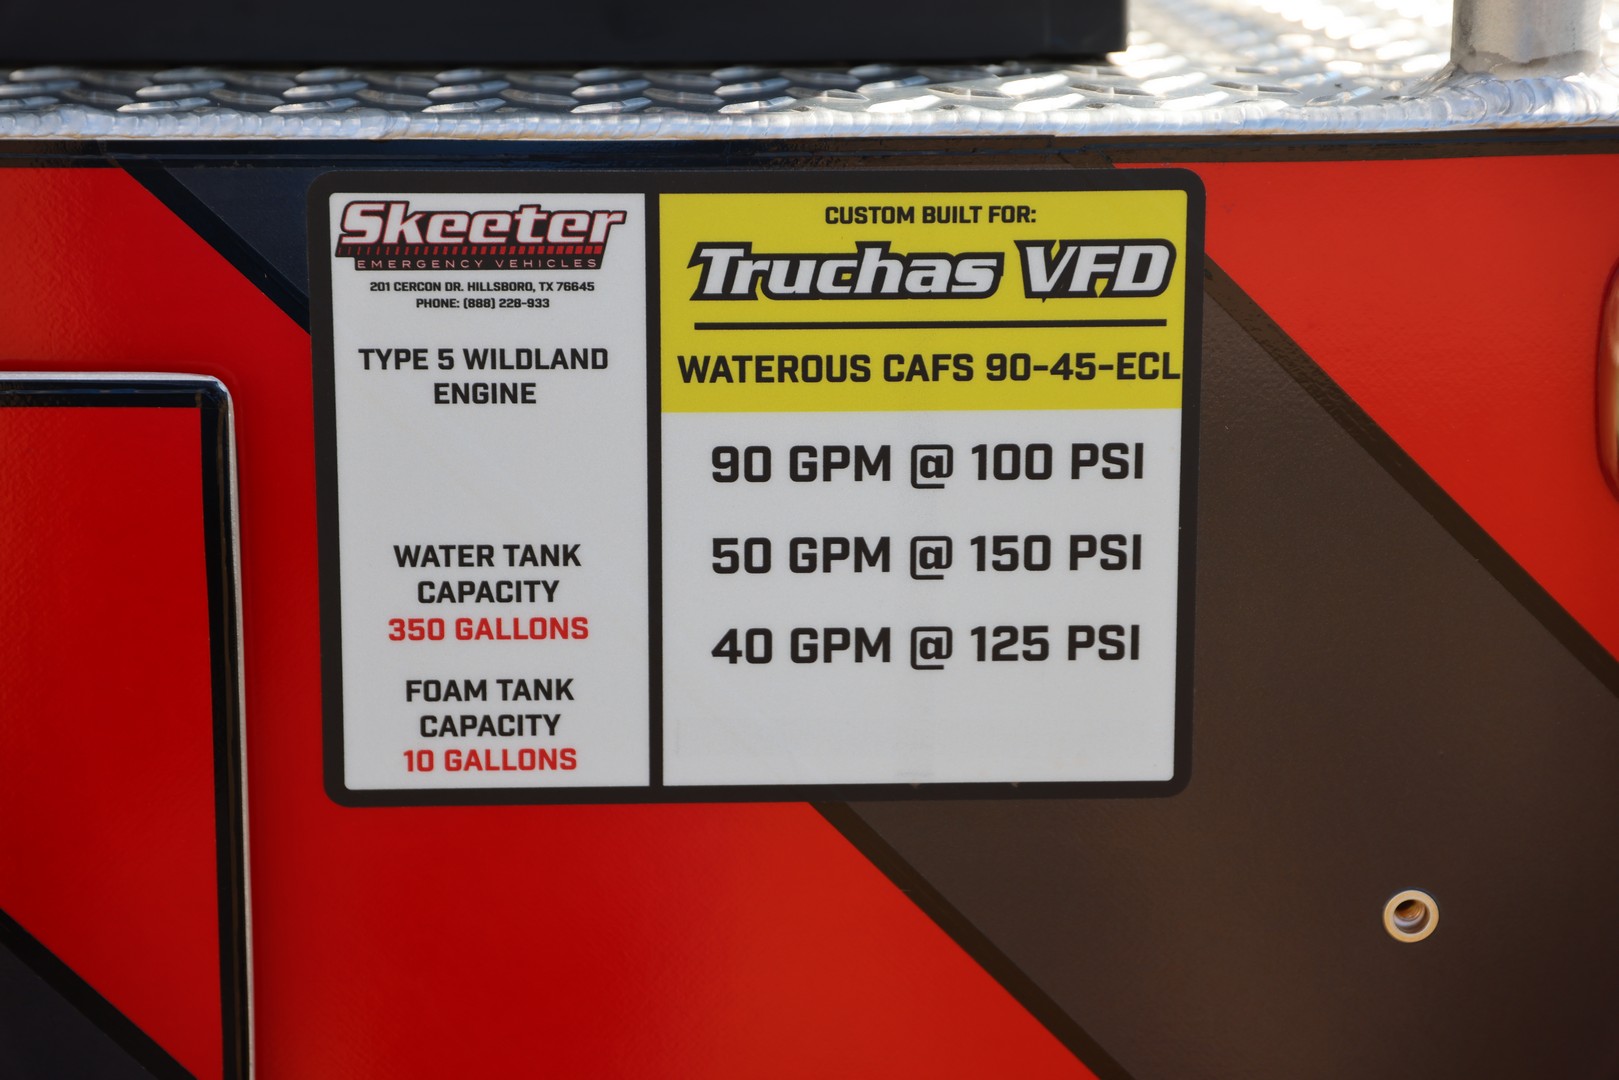 Skeeter
EMERGENCY VEHICLES
201 CERCON DR. HILLSBORO, TX 76645
PHONE: (888) 228-933
TYPE 5 WILDLAND
ENGINE
WATER TANK
CAPACITY
350 GALLONS
FOAM TANK
CAPACITY
10 GALLONS
CUSTOM BUILT FOR:
Truchas VFD
WATEROUS CAFS 90-45-ECL
90 GPM @ 100 PSI
50 GPM @ 150 PSI
40 GPM @ 125 PSI